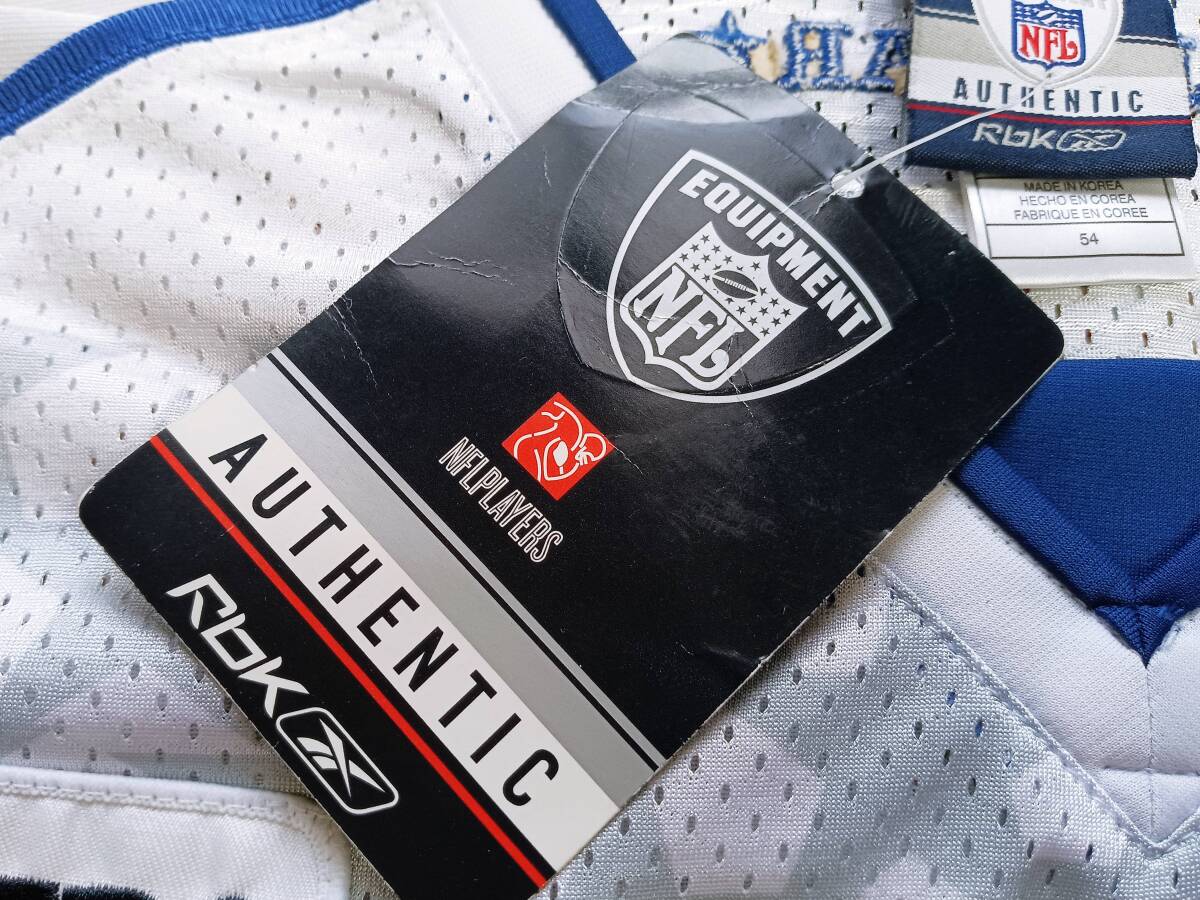 NFL
AUTHENTIC
RbK
MADE IN KOREA
HECHO EN COREA
FABRIQUE EN COREE
54
EQUIPMENT
NFL
NFLPLAYERS
AUTHENTIC
RbK